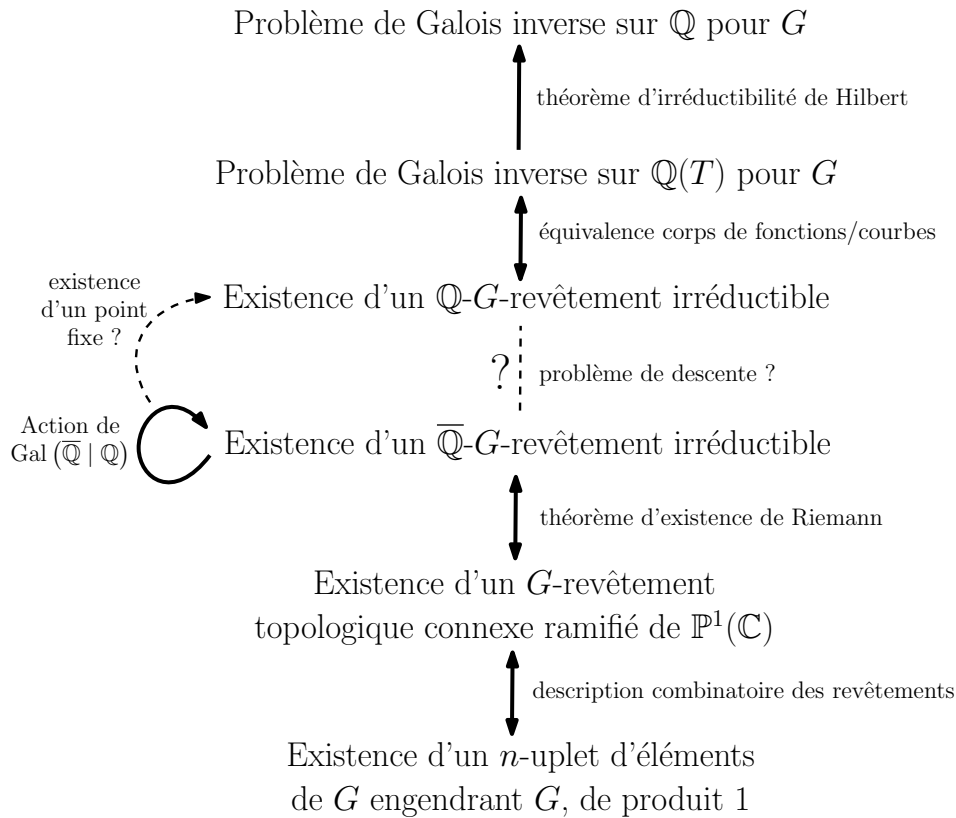 Problème de Galois inverse sur ℚ pour G
théorème d'irréductibilité de Hilbert
Problème de Galois inverse sur ℚ(T) pour G
équivalence corps de fonctions/courbes
existence
d'un point
fixe ?
Existence d'un ℚ-G-revêtement irréductible
?
problème de descente ?
Action de
Gal (ℚ̅ | ℚ)
Existence d'un ℚ̅-G-revêtement irréductible
théorème d'existence de Riemann
Existence d'un G-revêtement
topologique connexe ramifié de ℙ¹(ℂ)
description combinatoire des revêtements
Existence d'un n-uplet d'éléments
de G engendrant G, de produit 1